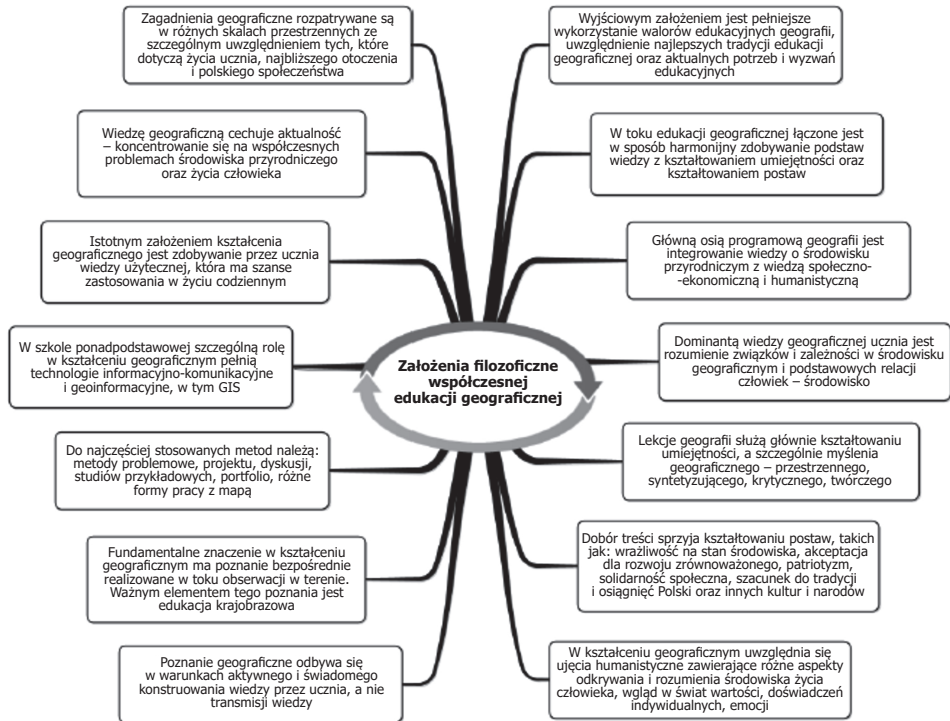 Zagadnienia geograficzne rozpatrywane są
w różnych skalach przestrzennych ze
szczególnym uwzględnieniem tych, które
dotyczą życia ucznia, najbliższego otoczenia
i polskiego społeczeństwa
Wiedzę geograficzną cechuje aktualność
– koncentrowanie się na współczesnych
problemach środowiska przyrodniczego
oraz życia człowieka
Istotnym założeniem kształcenia
geograficznego jest zdobywanie przez ucznia
wiedzy użytecznej, która ma szanse
zastosowania w życiu codziennym
W szkole ponadpodstawowej szczególną rolę
w kształceniu geograficznym pełnią
technologie informacyjno-komunikacyjne
i geoinformacyjne, w tym GIS
Do najczęściej stosowanych metod należą:
metody problemowe, projektu, dyskusji,
studiów przykładowych, portfolio, różne
formy pracy z mapą
Fundamentalne znaczenie w kształceniu
geograficznym ma poznanie bezpośrednie
realizowane w toku obserwacji w terenie.
Ważnym elementem tego poznania jest
edukacja krajobrazowa
Poznanie geograficzne odbywa się
w warunkach aktywnego i świadomego
konstruowania wiedzy przez ucznia, a nie
transmisji wiedzy
Założenia filozoficzne
współczesnej
edukacji geograficznej
Wyjściowym założeniem jest pełniejsze
wykorzystanie walorów edukacyjnych geografii,
uwzględnienie najlepszych tradycji edukacji
geograficznej oraz aktualnych potrzeb i wyzwań
edukacyjnych
W toku edukacji geograficznej łączone jest
w sposób harmonijny zdobywanie podstaw
wiedzy z kształtowaniem umiejętności oraz
kształtowaniem postaw
Główną osią programową geografii jest
integrowanie wiedzy o środowisku
przyrodniczym z wiedzą społeczno-
-ekonomiczną i humanistyczną
Dominantą wiedzy geograficznej ucznia jest
rozumienie związków i zależności w środowisku
geograficznym i podstawowych relacji
człowiek – środowisko
Lekcje geografii służą głównie kształtowaniu
umiejętności, a szczególnie myślenia
geograficznego – przestrzennego,
syntetyzującego, krytycznego, twórczego
Dobór treści sprzyja kształtowaniu postaw, takich
jak: wrażliwość na stan środowiska, akceptacja
dla rozwoju zrównoważonego, patriotyzm,
solidarność społeczna, szacunek do tradycji
i osiągnięć Polski oraz innych kultur i narodów
W kształceniu geograficznym uwzględnia się
ujęcia humanistyczne zawierające różne aspekty
odkrywania i rozumienia środowiska życia
człowieka, wgląd w świat wartości, doświadczeń
indywidualnych, emocji